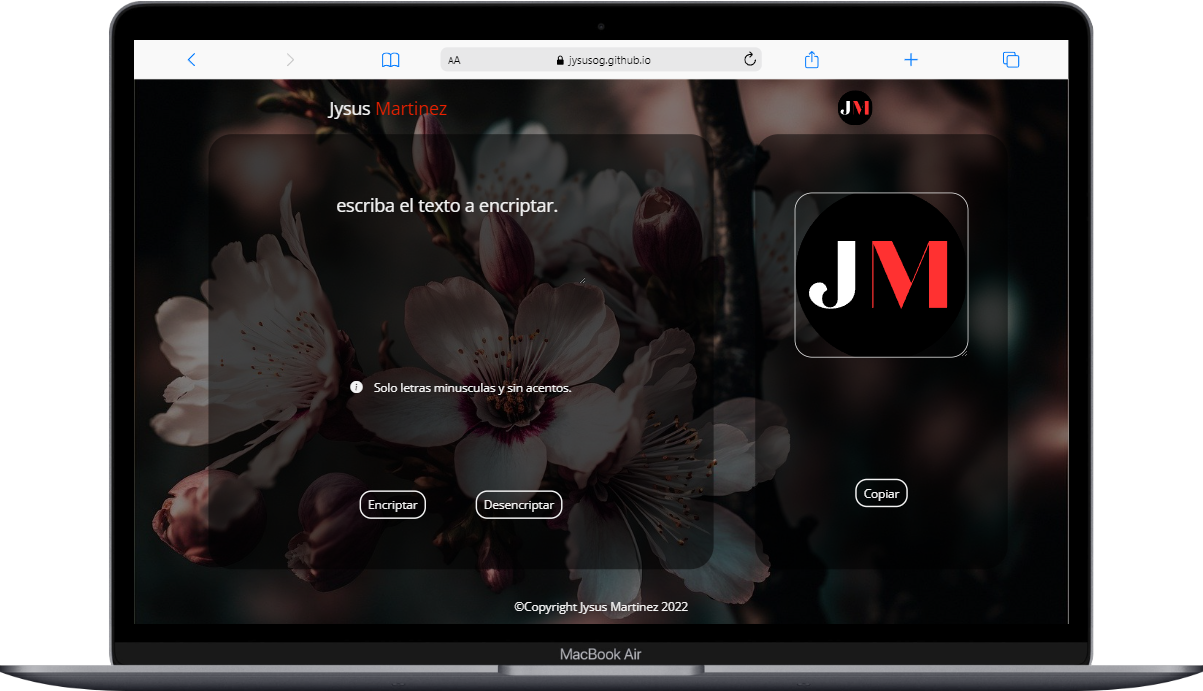 AA
jysusog.github.io
Jysus Martinez
JM
escriba el texto a encriptar.
JM
Solo letras minusculas y sin acentos.
Encriptar
Desencriptar
Copiar
©Copyright Jysus Martinez 2022
MacBook Air